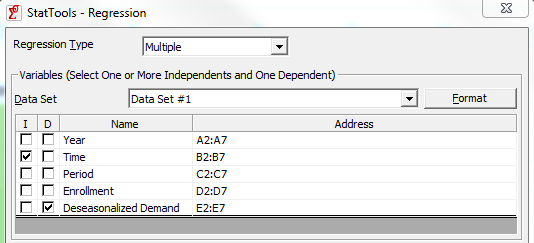 StatTools - Regression
Regression Type
Multiple
Variables (Select One or More Independents and One Dependent)
Data Set
Data Set #1
Format
I D Name Address
Year A2:A7
Time B2:B7
Period C2:C7
Enrollment D2:D7
Deseasonalized Demand E2:E7